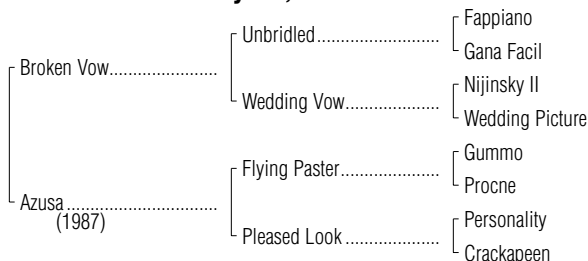 Fappiano
Unbridled
Gana Facil
Broken Vow
Nijinsky II
Wedding Vow
Wedding Picture
Gummo
Flying Paster
Procne
Azusa
(1987)
Personality
Pleased Look
Crackapeen